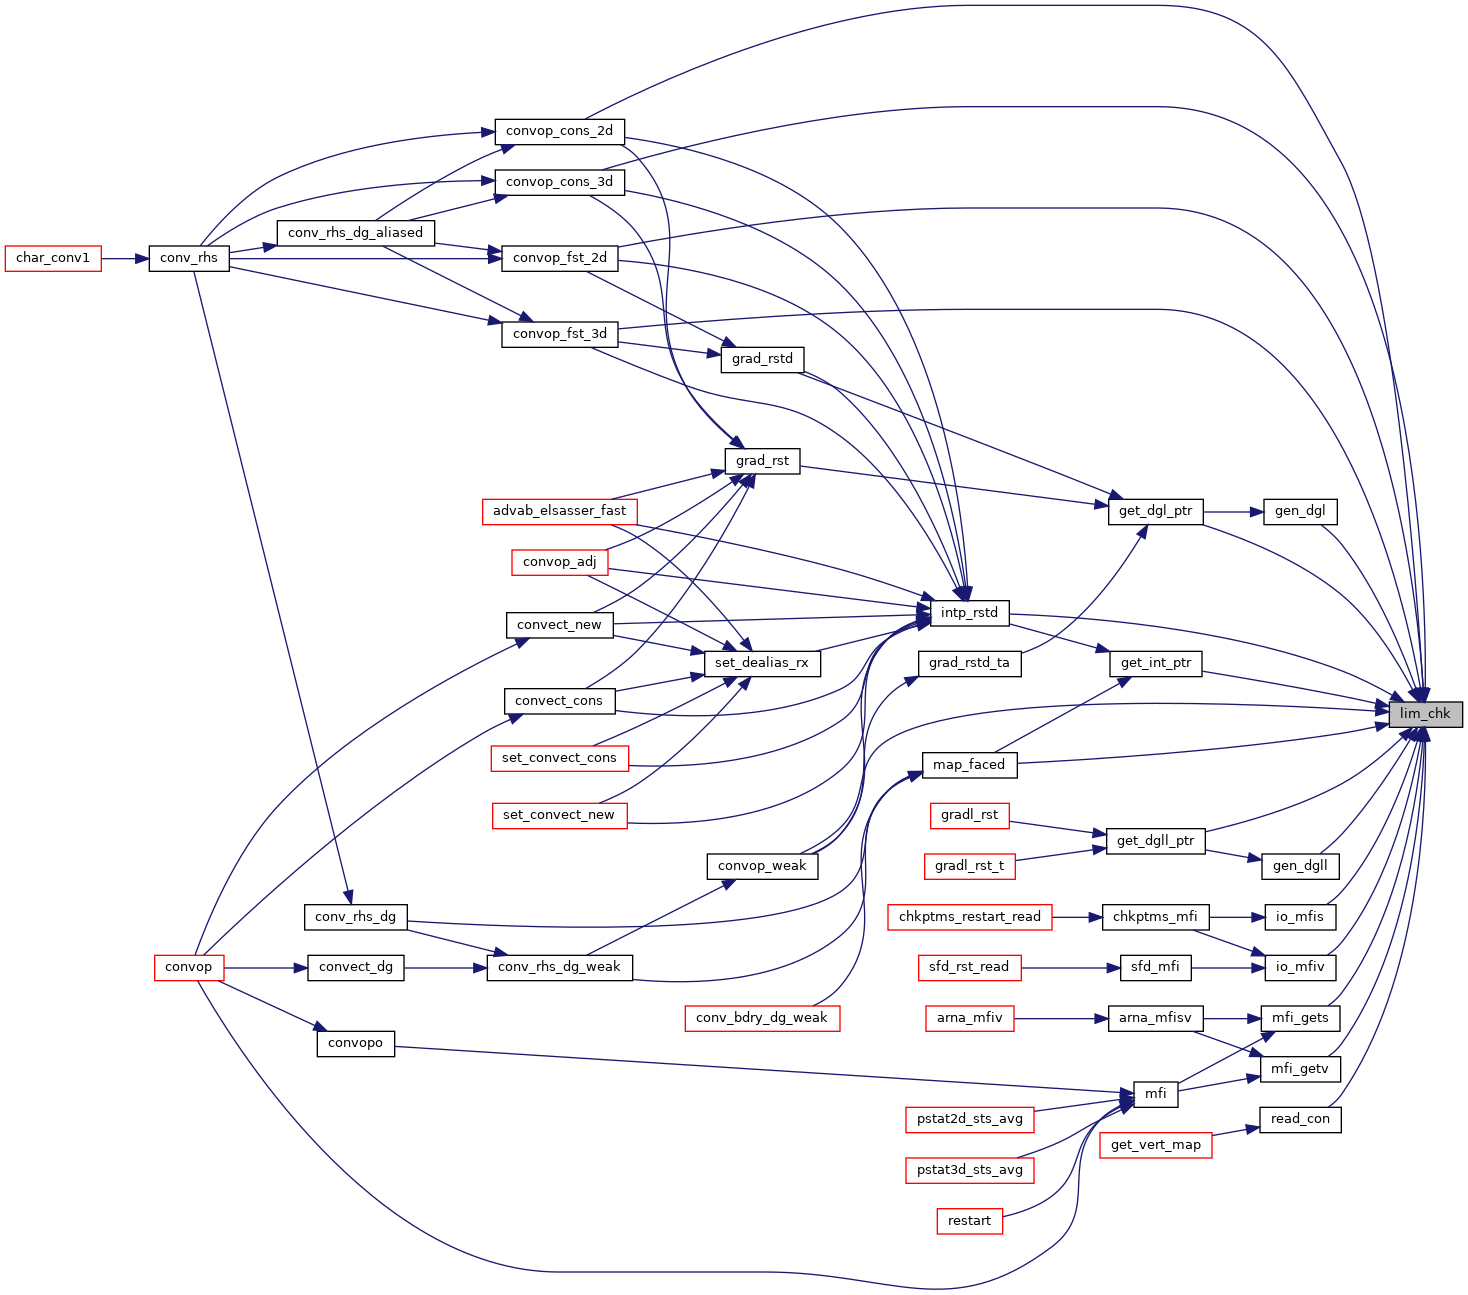 convop_cons_2d
convop_cons_3d
conv_rhs_dg_aliased
char_conv1
conv_rhs
convop_fst_2d
convop_fst_3d
grad_rstd
grad_rst
advab_elsasser_fast
get_dgl_ptr
gen_dgl
convop_adj
intp_rstd
convect_new
set_dealias_rx
grad_rstd_ta
get_int_ptr
convect_cons
lim_chk
set_convect_cons
map_faced
set_convect_new
gradl_rst
get_dgll_ptr
convop_weak
gradl_rst_t
gen_dgll
conv_rhs_dg
chkptms_restart_read
chkptms_mfi
io_mfis
convop
convect_dg
conv_rhs_dg_weak
sfd_rst_read
sfd_mfi
io_mfiv
conv_bdry_dg_weak
arna_mfiv
arna_mfisv
mfi_gets
convopo
mfi_getv
mfi
pstat2d_sts_avg
read_con
get_vert_map
pstat3d_sts_avg
restart